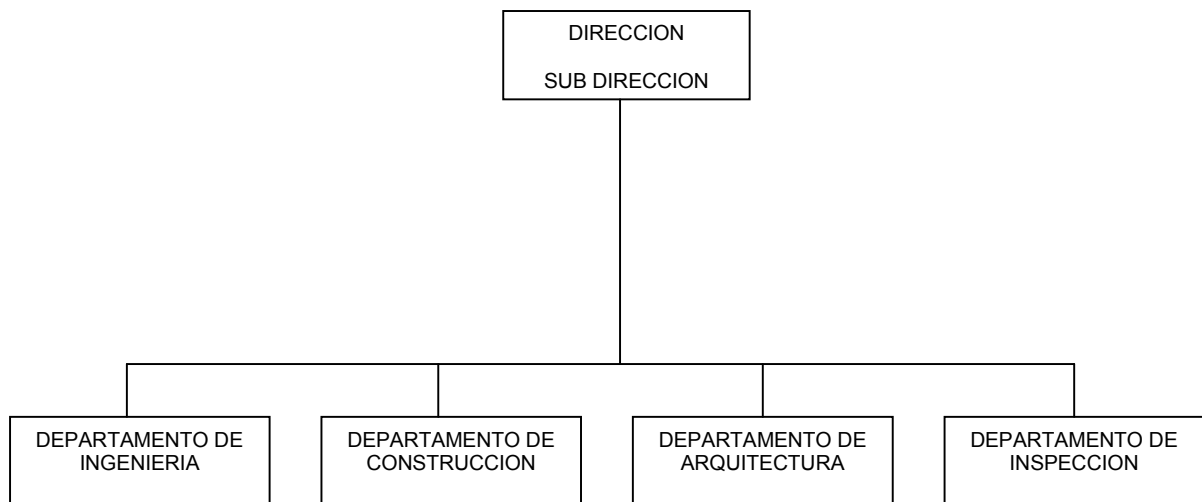 DIRECCION
SUB DIRECCION
DEPARTAMENTO DE
INGENIERIA
DEPARTAMENTO DE
CONSTRUCCION
DEPARTAMENTO DE
ARQUITECTURA
DEPARTAMENTO DE
INSPECCION